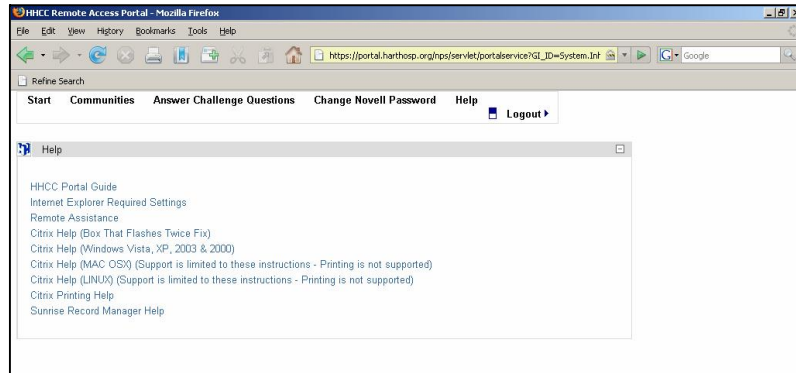 HHCC Remote Access Portal - Mozilla Firefox
File Edit View History Bookmarks Tools Help
https://portal.harthosp.org/nps/servlet/portalservice?GI_ID=System.Inf
G Google
Refine Search
Start Communities Answer Challenge Questions Change Novell Password Help
Logout
Help
HHCC Portal Guide
Internet Explorer Required Settings
Remote Assistance
Citrix Help (Box That Flashes Twice Fix)
Citrix Help (Windows Vista, XP, 2003 & 2000)
Citrix Help (MAC OSX) (Support is limited to these instructions - Printing is not supported)
Citrix Help (LINUX) (Support is limited to these instructions - Printing is not supported)
Citrix Printing Help
Sunrise Record Manager Help